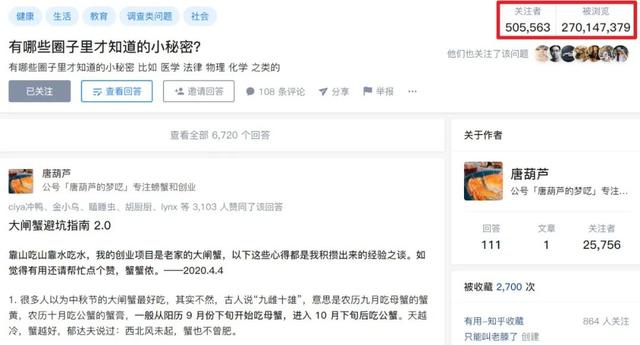 健康 生活 教育 调查类问题 社会
关注者 被浏览
505,563 270,147,379
有哪些圈子里才知道的小秘密?
他们也关注了该问题
有哪些圈子里才知道的小秘密 比如 医学 法律 物理 化学 之类的
已关注 查看回答 邀请回答 108 条评论 分享 举报 ...
查看全部 6,720 个回答
唐葫芦
公号「唐葫芦的梦呓」专注螃蟹和创业
ciya冲鸭、金小鸟、瞌睡虫、胡厨厨、lynx 等 3,103 人赞同了该回答
大闸蟹避坑指南 2.0
靠山吃山靠水吃水，我的创业项目是老家的大闸蟹，以下这些心得都是我积攒出来的经验之谈。如
觉得有用还请帮忙点个赞，蟹蟹侬。——2020.4.4
1. 很多人以为中秋节的大闸蟹最好吃，其实不然，古人说“九雌十雄”，意思是农历九月吃母蟹的蟹
黄，农历十月吃公蟹的蟹膏，一般从阳历 9 月份下旬开始吃母蟹，进入 10 月下旬后吃公蟹。天越
冷，蟹越好，郁达夫说过：西北风未起，蟹也不曾肥。
关于作者
唐葫芦
公号「唐葫芦的梦呓」专注...
回答 文章 关注者
111 1 25,756
被收藏 2,700 次
有用-知乎收藏 864 人关注
只能叫老滕了 创建